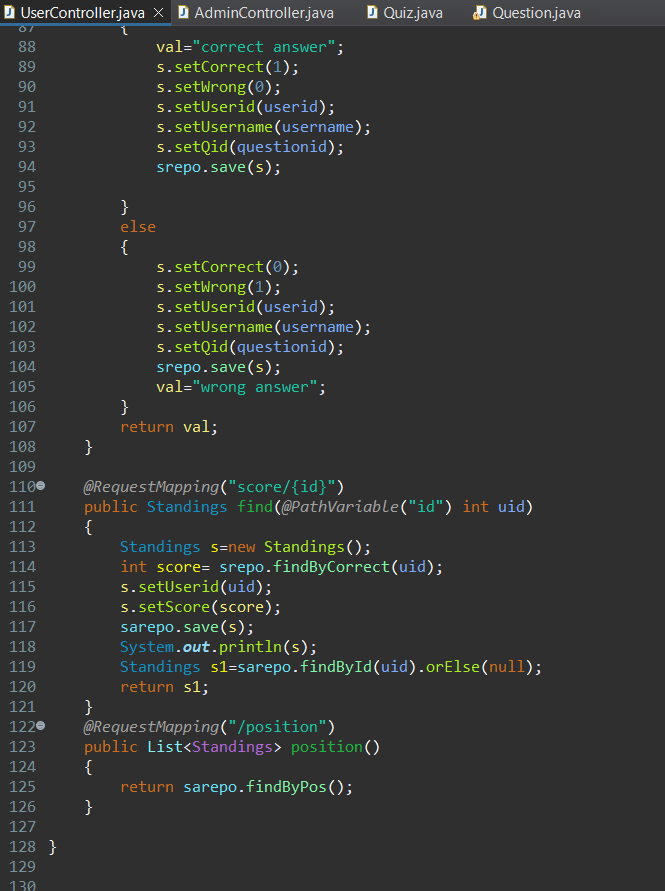 UserController.java AdminController.java Quiz.java Question.java
87 {
88 val="correct answer";
89 s.setCorrect(1);
90 s.setWrong(0);
91 s.setUserid(userid);
92 s.setUsername(username);
93 s.setQid(questionid);
94 srepo.save(s);
95
96 }
97 else
98 {
99 s.setCorrect(0);
100 s.setWrong(1);
101 s.setUserid(userid);
102 s.setUsername(username);
103 s.setQid(questionid);
104 srepo.save(s);
105 val="wrong answer";
106 }
107 return val;
108 }
109
110 @RequestMapping("score/{id}")
111 public Standings find(@PathVariable("id") int uid)
112 {
113 Standings s=new Standings();
114 int score= srepo.findByCorrect(uid);
115 s.setUserid(uid);
116 s.setScore(score);
117 sarepo.save(s);
118 System.out.println(s);
119 Standings s1=sarepo.findById(uid).orElse(null);
120 return s1;
121 }
122 @RequestMapping("/position")
123 public List<Standings> position()
124 {
125 return sarepo.findByPos();
126 }
127
128 }
129
130